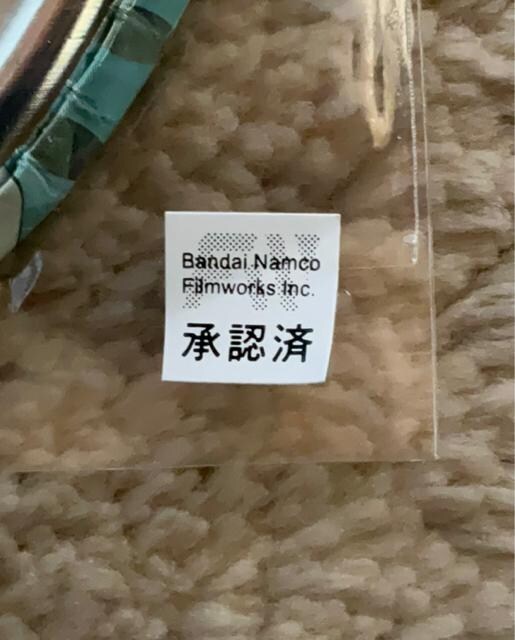 Bandai Namco
Filmworks Inc.
承認済